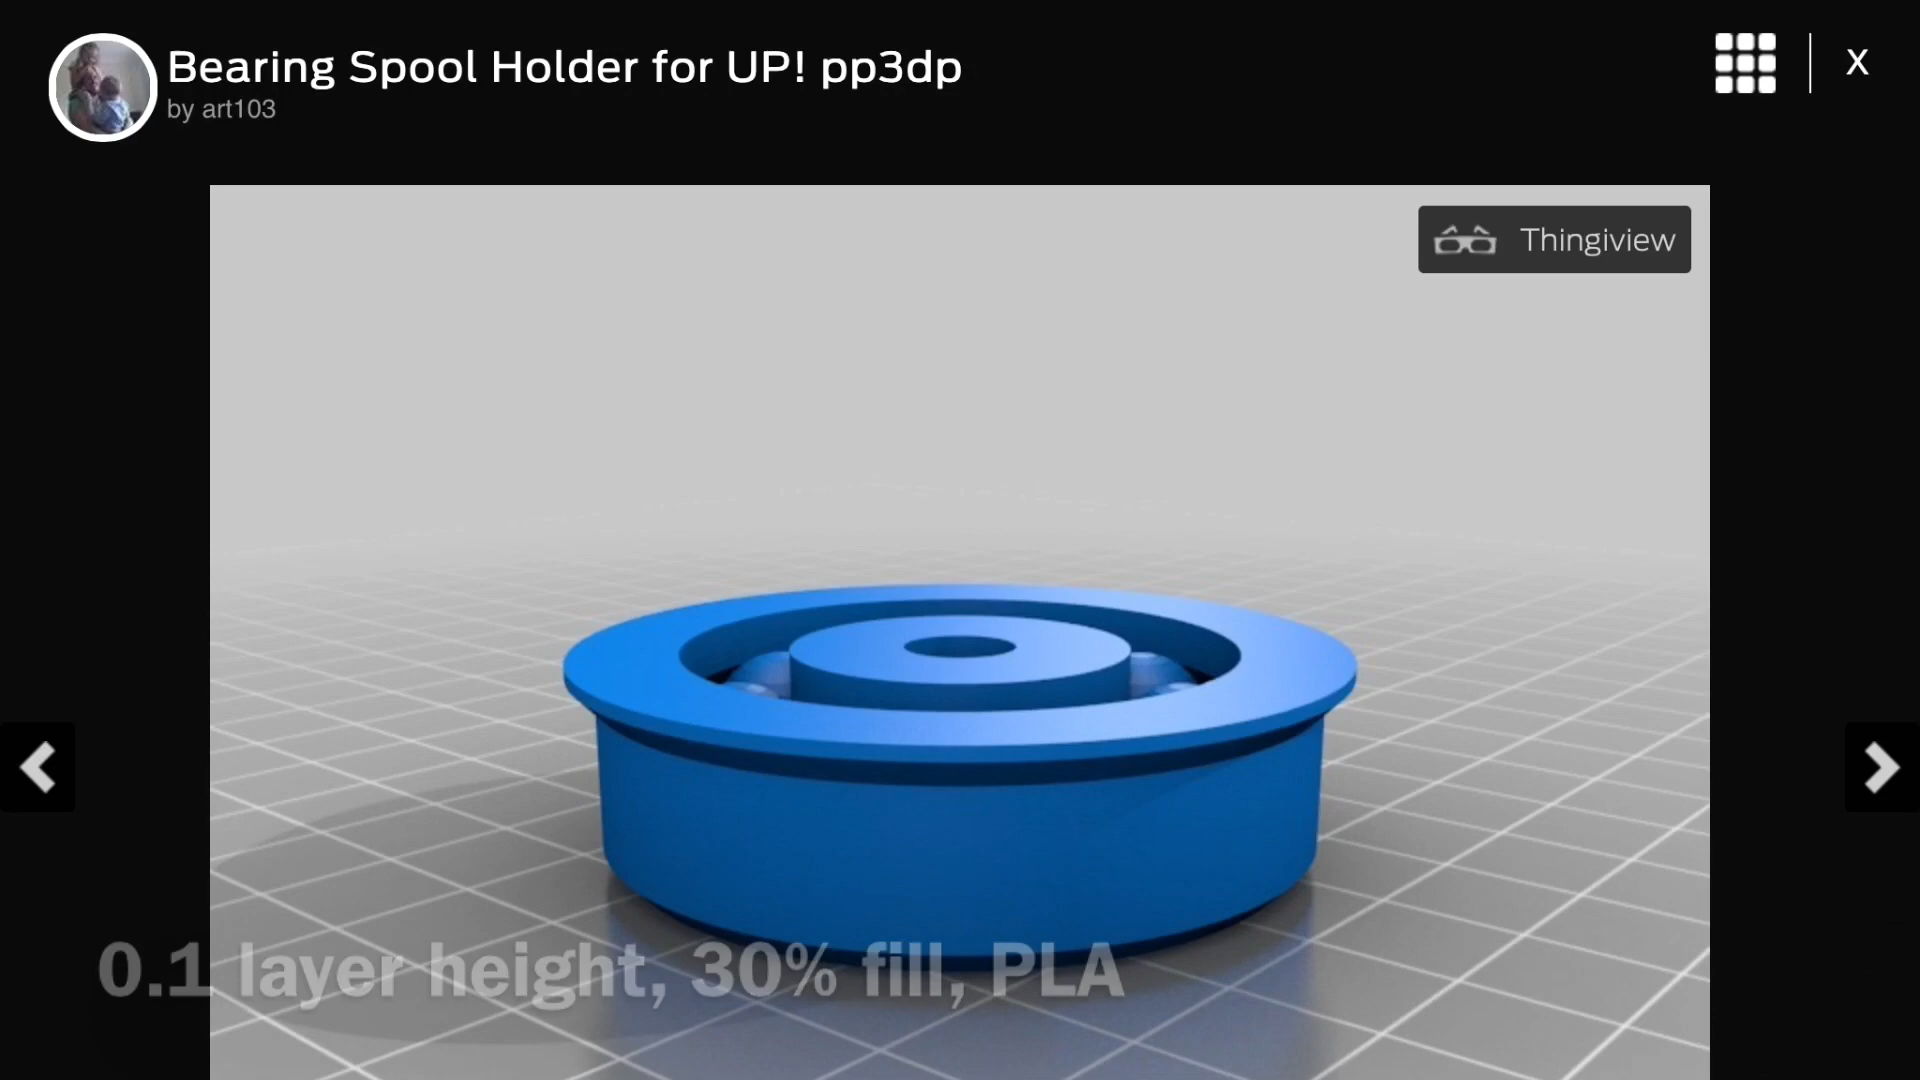 Bearing Spool Holder for UP! pp3dp
by art103
X
Thingiview
0.1 layer height, 30% fill, PLA